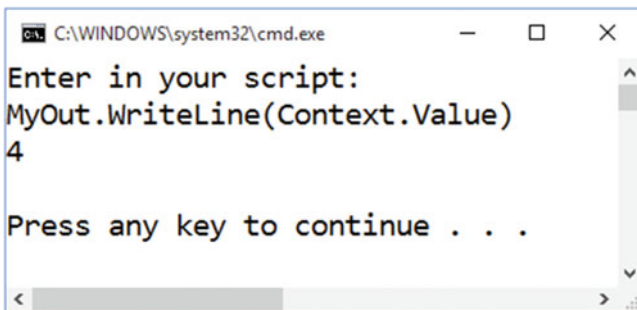 C:\WINDOWS\system32\cmd.exe
Enter in your script:
MyOut.WriteLine(Context.Value)
4
Press any key to continue . . .